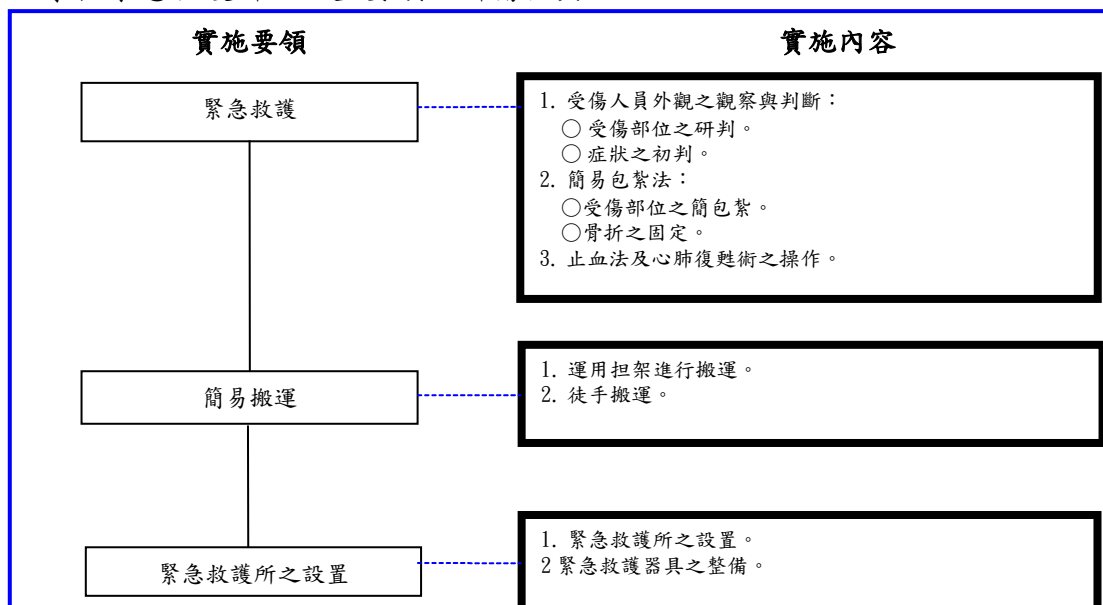 實施要領
實施內容
緊急救護
1. 受傷人員外觀之觀察與判斷：
○ 受傷部位之研判。
○ 症狀之初判。
2. 簡易包紮法：
○受傷部位之簡包紮。
○骨折之固定。
3. 止血法及心肺復甦術之操作。
簡易搬運
1. 運用担架進行搬運。
2. 徒手搬運。
緊急救護所之設置
1. 緊急救護所之設置。
2 緊急救護器具之整備。